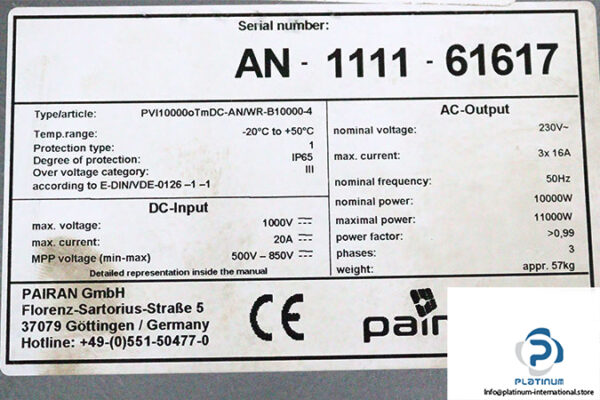 Serial number:
AN - 1111 - 61617
Type/article: PVI10000oTmDC-AN/WR-B10000-4
Temp.range: -20°C to +50°C
Protection type: 1
Degree of protection: IP65
Over voltage category: III
according to E-DIN/VDE-0126 –1 –1
DC-Input
max. voltage: 1000V
max. current: 20A
MPP voltage (min-max) 500V – 850V
Detailed representation inside the manual
AC-Output
nominal voltage: 230V~
max. current: 3x 16A
nominal frequency: 50Hz
nominal power: 10000W
maximal power: 11000W
power factor: >0,99
phases: 3
weight: appr. 57kg
PAIRAN GmbH
Florenz-Sartorius-Straße 5
37079 Göttingen / Germany
Hotline: +49-(0)551-50477-0
CE
pair
PLATINUM
Info@platinum-international.store